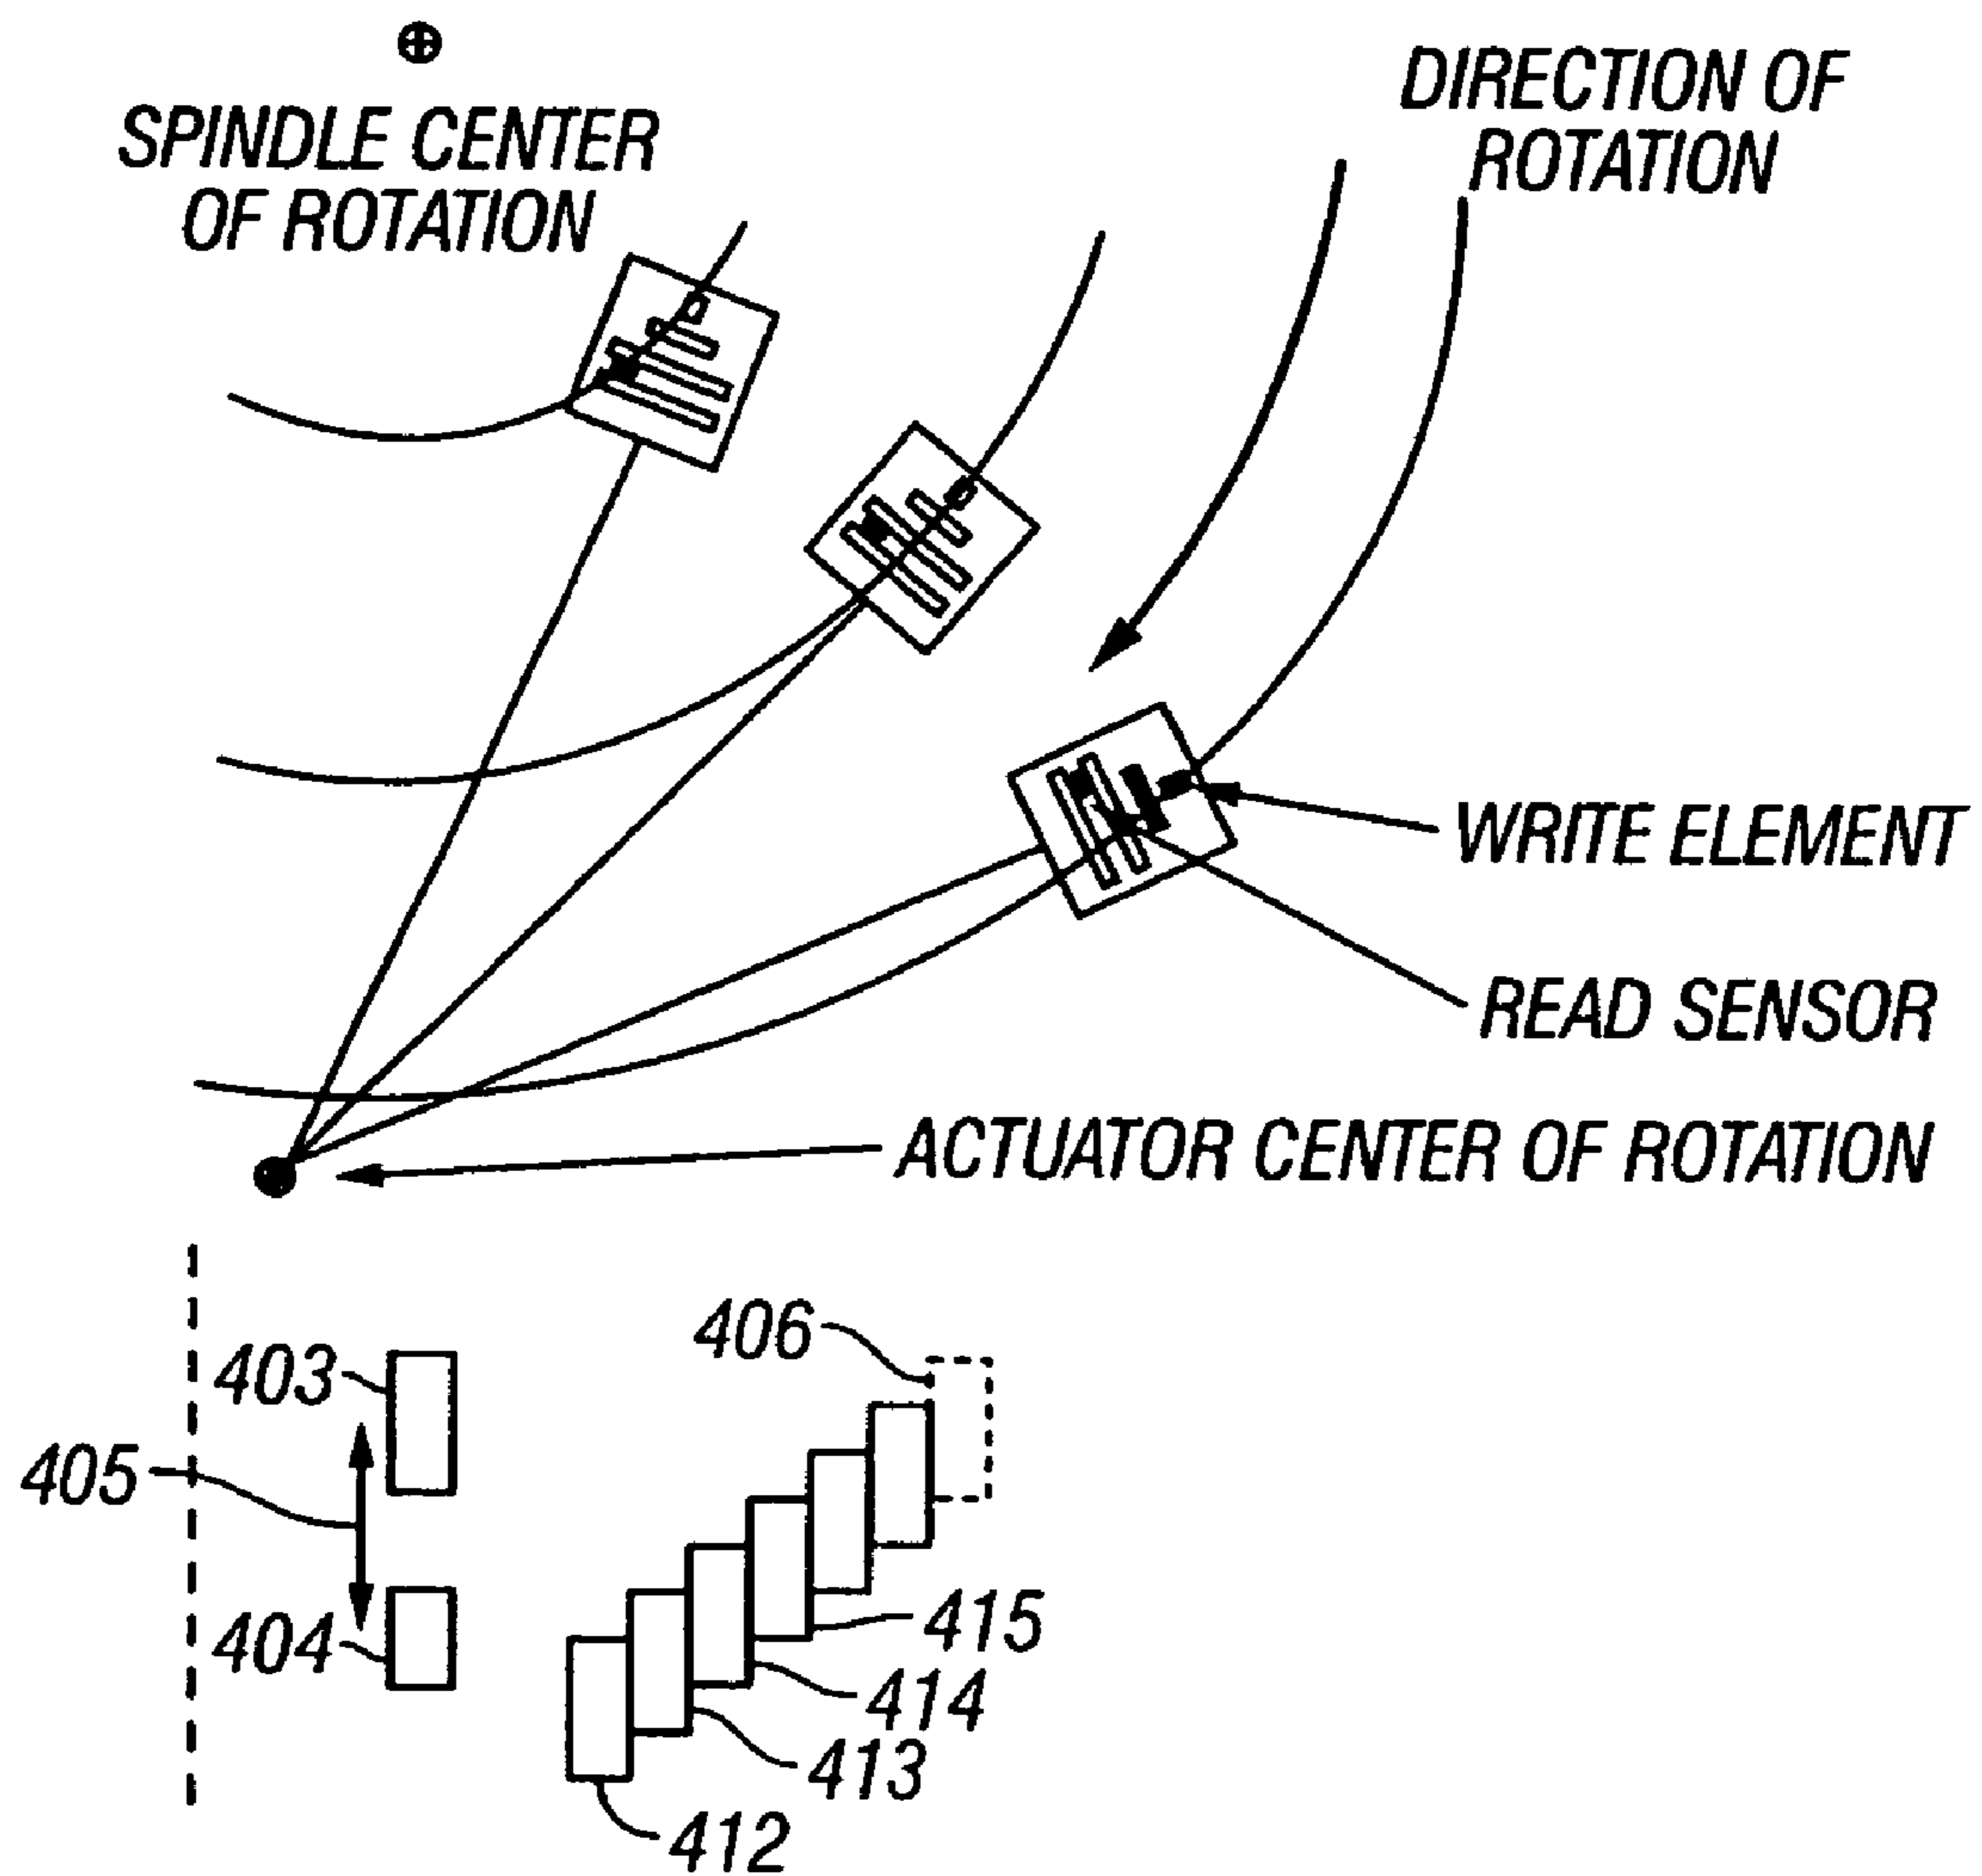 SPINDLE CENTER
OF ROTATION
DIRECTION OF
ROTATION
WRITE ELEMENT
READ SENSOR
ACTUATOR CENTER OF ROTATION
406
403
405
404
415
414
413
412